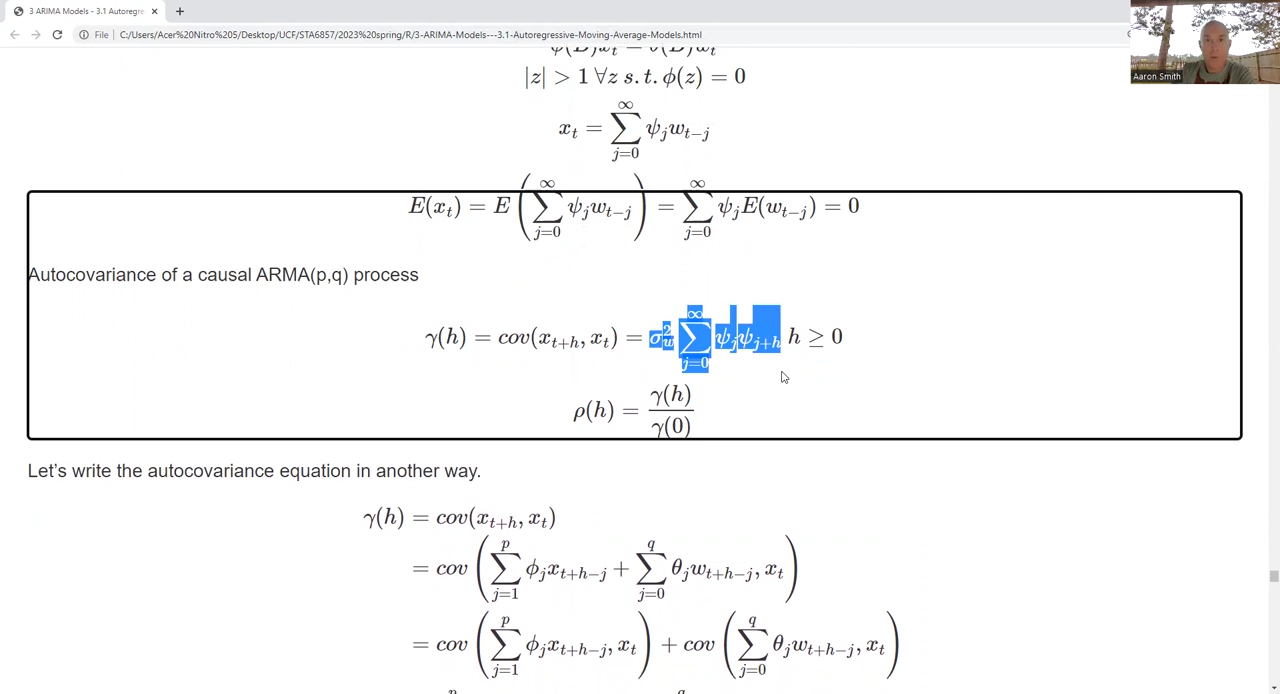 3 ARIMA Models - 3.1 Autoregre
File | C:/Users/Acer%20Nitro%205/Desktop/UCF/STA6857/2023%20spring/R/3-ARIMA-Models---3.1-Autoregressive-Moving-Average-Models.html
Aaron Smith
|z| > 1 ∀z s.t. ϕ(z) = 0
x_t = ∑_{j=0}^{∞} ψ_j w_{t−j}
E(x_t) = E(∑_{j=0}^{∞} ψ_j w_{t−j}) = ∑_{j=0}^{∞} ψ_j E(w_{t−j}) = 0
Autocovariance of a causal ARMA(p,q) process
γ(h) = cov(x_{t+h}, x_t) = σ_w^2 ∑_{j=0}^{∞} ψ_j ψ_{j+h} h ≥ 0
ρ(h) = γ(h)/γ(0)
Let's write the autocovariance equation in another way.
γ(h) = cov(x_{t+h}, x_t)
= cov(∑_{j=1}^{p} ϕ_j x_{t+h−j} + ∑_{j=0}^{q} θ_j w_{t+h−j}, x_t)
= cov(∑_{j=1}^{p} ϕ_j x_{t+h−j}, x_t) + cov(∑_{j=0}^{q} θ_j w_{t+h−j}, x_t)